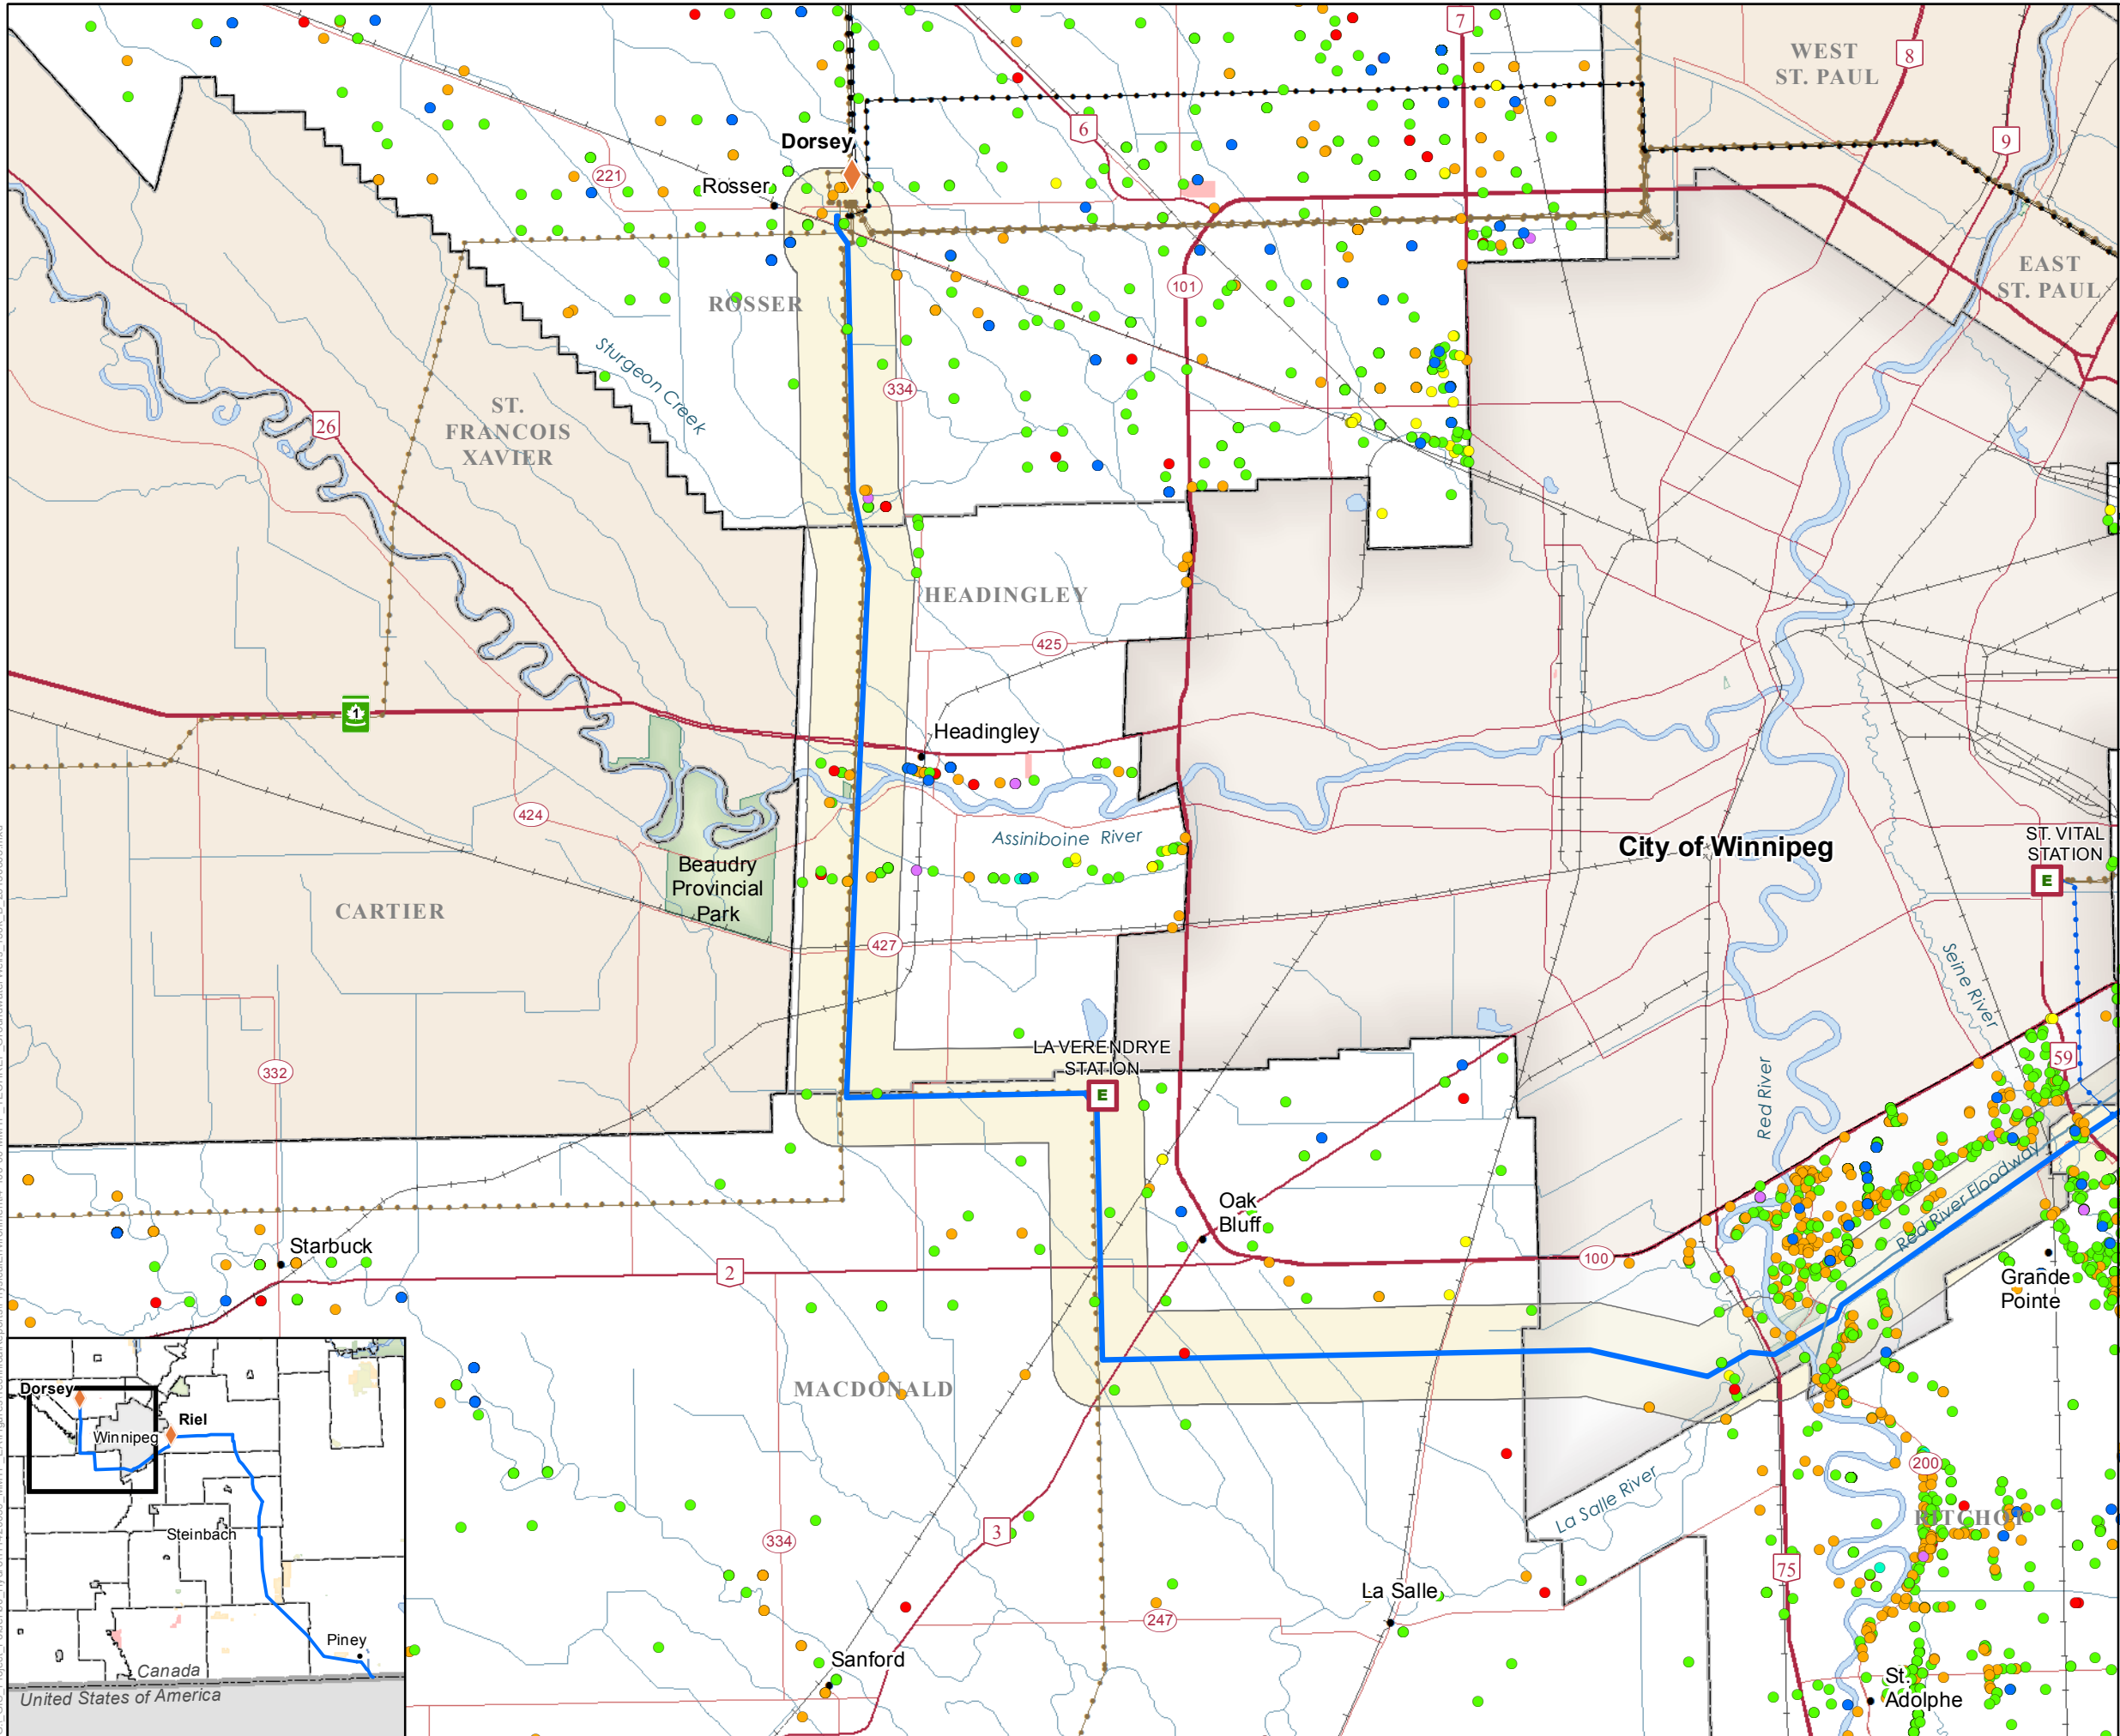 7
8
WEST
ST. PAUL
6
9
Dorsey
221
Rosser
EAST
ST. PAUL
101
ROSSER
Sturgeon Creek
334
ST.
FRANCOIS
XAVIER
26
HEADINGLEY
425
1
Headingley
424
Assiniboine River
City of Winnipeg
ST. VITAL
STATION
E
Beaudry
Provincial
Park
CARTIER
427
Seine River
LA VERENDRYE
STATION
E
332
59
Red River
Red River Floodway
Oak
Bluff
Starbuck
2
100
Grande
Pointe
MACDONALD
Dorsey
Riel
Winnipeg
Steinbach
Piney
Canada
United States of America
200
La Salle River
RITCHOT
3
334
75
La Salle
247
Sanford
St.
Adolphe